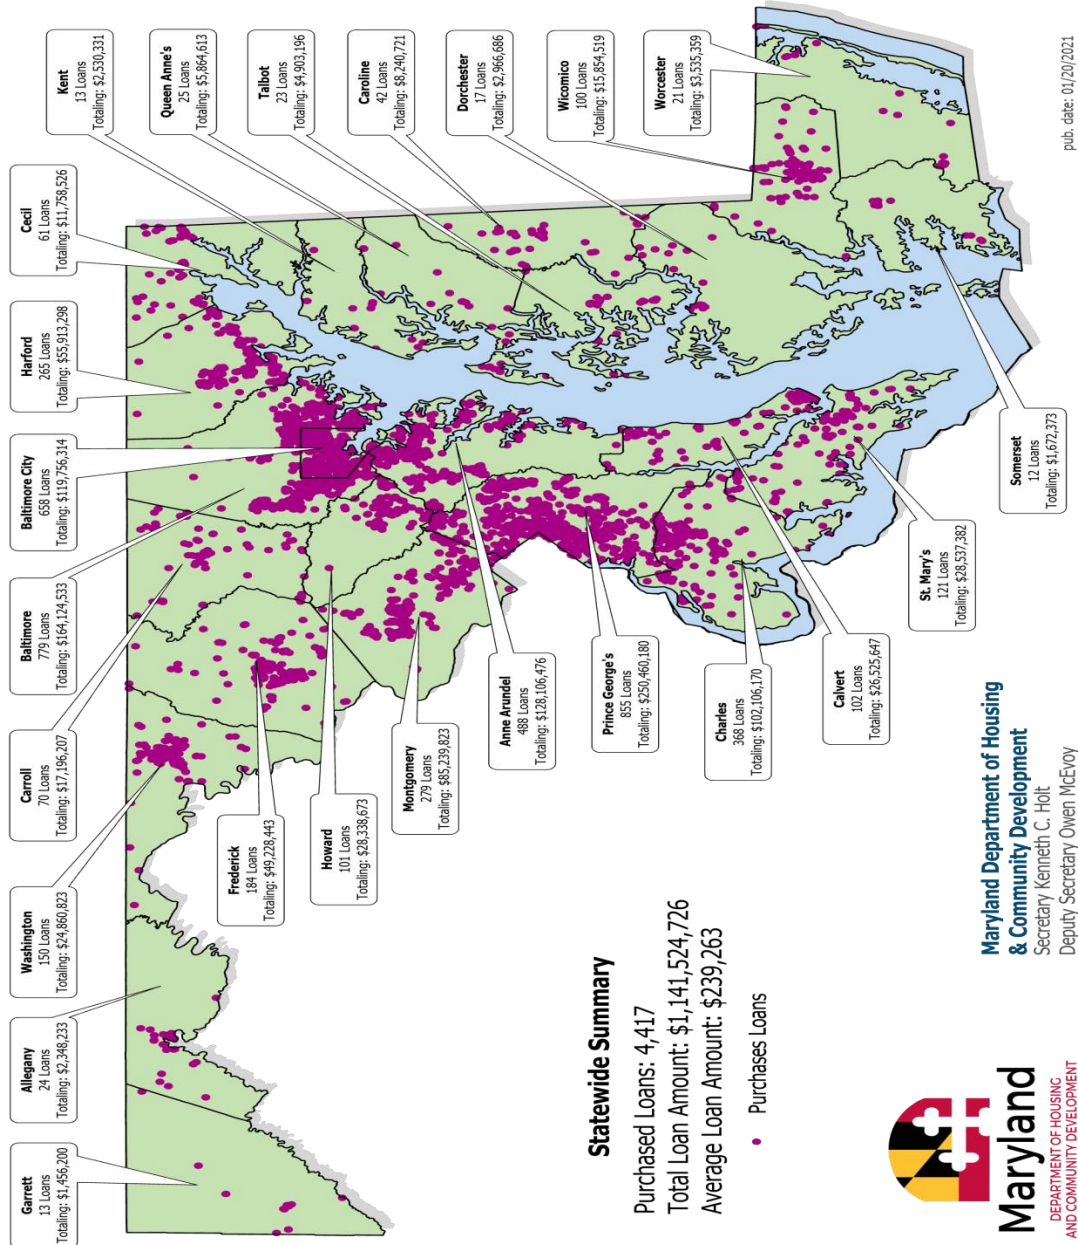 Garrett
13 Loans
Totaling: $1,456,200
Allegany
24 Loans
Totaling: $2,348,233
Washington
150 Loans
Totaling: $24,860,823
Carroll
70 Loans
Totaling: $17,196,207
Baltimore
779 Loans
Totaling: $164,124,533
Baltimore City
658 Loans
Totaling: $119,756,314
Harford
265 Loans
Totaling: $55,913,298
Cecil
61 Loans
Totaling: $11,758,526
Kent
13 Loans
Totaling: $2,530,331
Queen Anne's
25 Loans
Totaling: $5,864,613
Talbot
23 Loans
Totaling: $4,903,196
Caroline
42 Loans
Totaling: $8,240,721
Dorchester
17 Loans
Totaling: $2,966,686
Wicomico
100 Loans
Totaling: $15,854,519
Worcester
21 Loans
Totaling: $3,535,359
Frederick
184 Loans
Totaling: $49,228,443
Howard
101 Loans
Totaling: $28,338,673
Montgomery
279 Loans
Totaling: $85,239,823
Anne Arundel
488 Loans
Totaling: $128,106,476
Prince George's
855 Loans
Totaling: $250,460,180
Charles
368 Loans
Totaling: $102,106,170
Calvert
102 Loans
Totaling: $26,525,647
St. Mary's
121 Loans
Totaling: $28,537,382
Somerset
12 Loans
Totaling: $1,672,373
Statewide Summary
Purchased Loans: 4,417
Total Loan Amount: $1,141,524,726
Average Loan Amount: $239,263
Purchases Loans
Maryland
DEPARTMENT OF HOUSING
AND COMMUNITY DEVELOPMENT
Maryland Department of Housing
& Community Development
Secretary Kenneth C. Holt
Deputy Secretary Owen McEvoy
pub. date: 01/20/2021